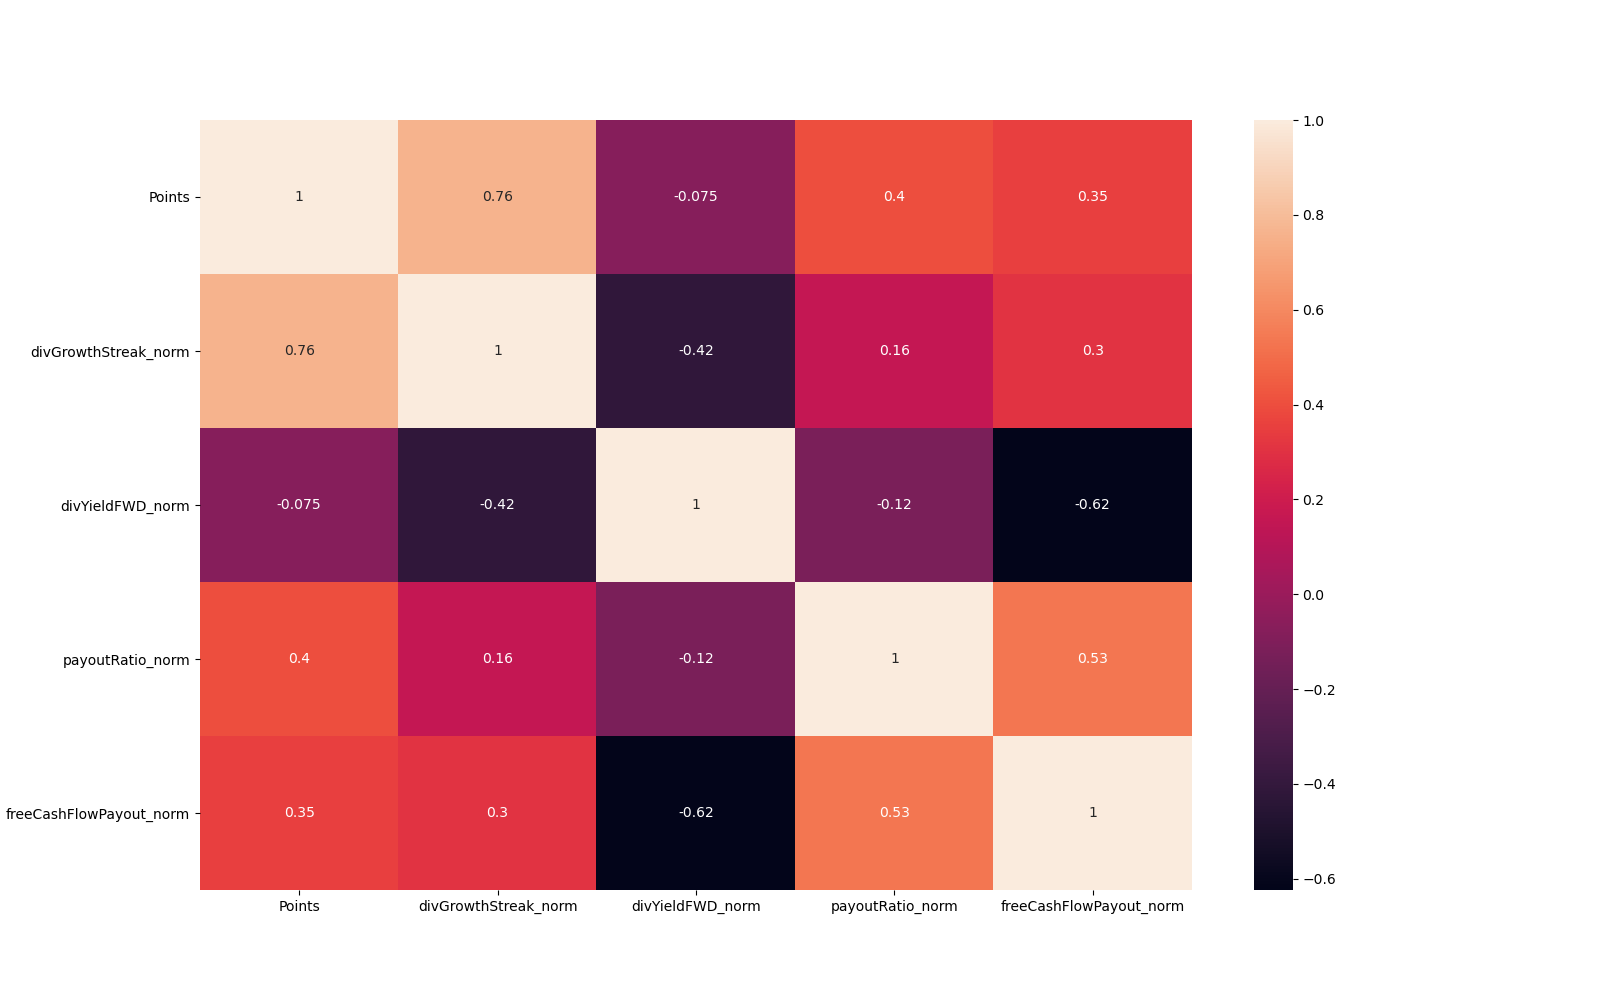 Points 1 0.76 -0.075 0.4 0.35
divGrowthStreak_norm 0.76 1 -0.42 0.16 0.3
divYieldFWD_norm -0.075 -0.42 1 -0.12 -0.62
payoutRatio_norm 0.4 0.16 -0.12 1 0.53
freeCashFlowPayout_norm 0.35 0.3 -0.62 0.53 1
Points divGrowthStreak_norm divYieldFWD_norm payoutRatio_norm freeCashFlowPayout_norm
1.0
0.8
0.6
0.4
0.2
0.0
−0.2
−0.4
−0.6